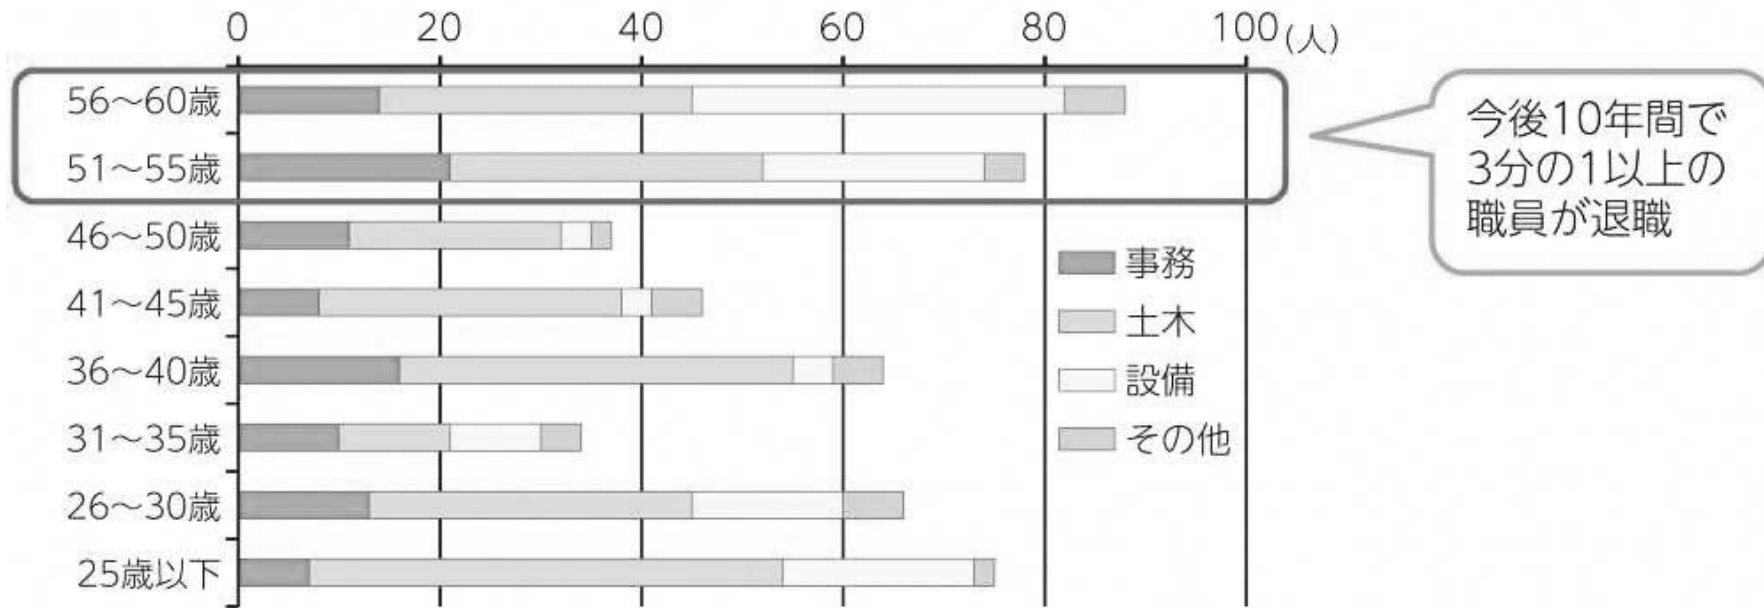 0 20 40 60 80 100 (人)
56～60歳
51～55歳
46～50歳
41～45歳
36～40歳
31～35歳
26～30歳
25歳以下
今後10年間で
3分の1以上の
職員が退職
事務
土木
設備
その他